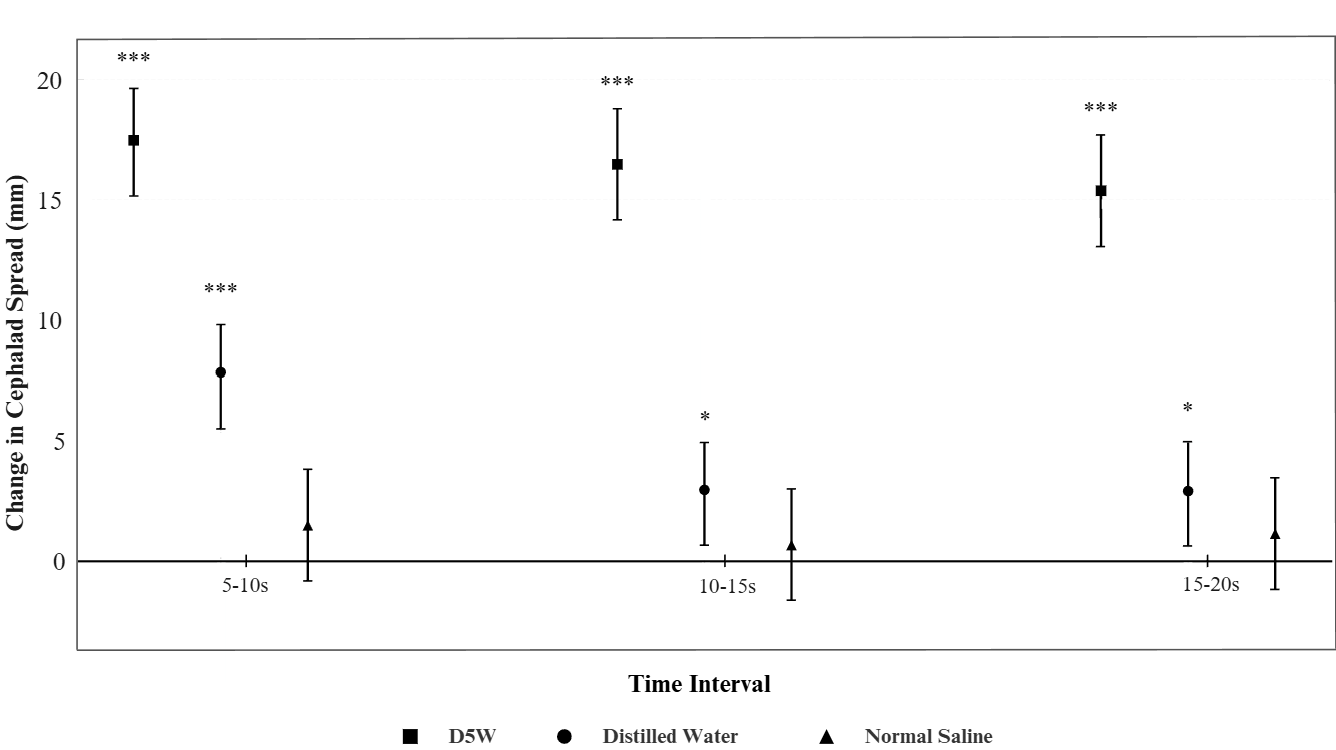 ***
20
***
***
15
***
10
*
*
5
0
5-10s
10-15s
15-20s
Change in Cephalad Spread (mm)
Time Interval
D5W
Distilled Water
Normal Saline